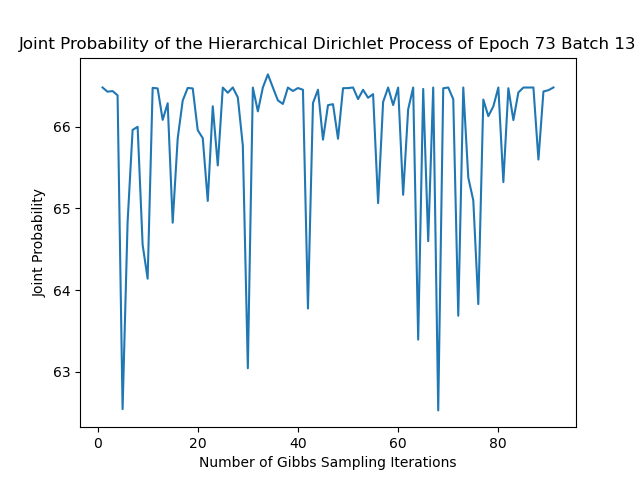 Joint Probability of the Hierarchical Dirichlet Process of Epoch 73 Batch 13
66
65
64
63
Joint Probability
0 20 40 60 80
Number of Gibbs Sampling Iterations